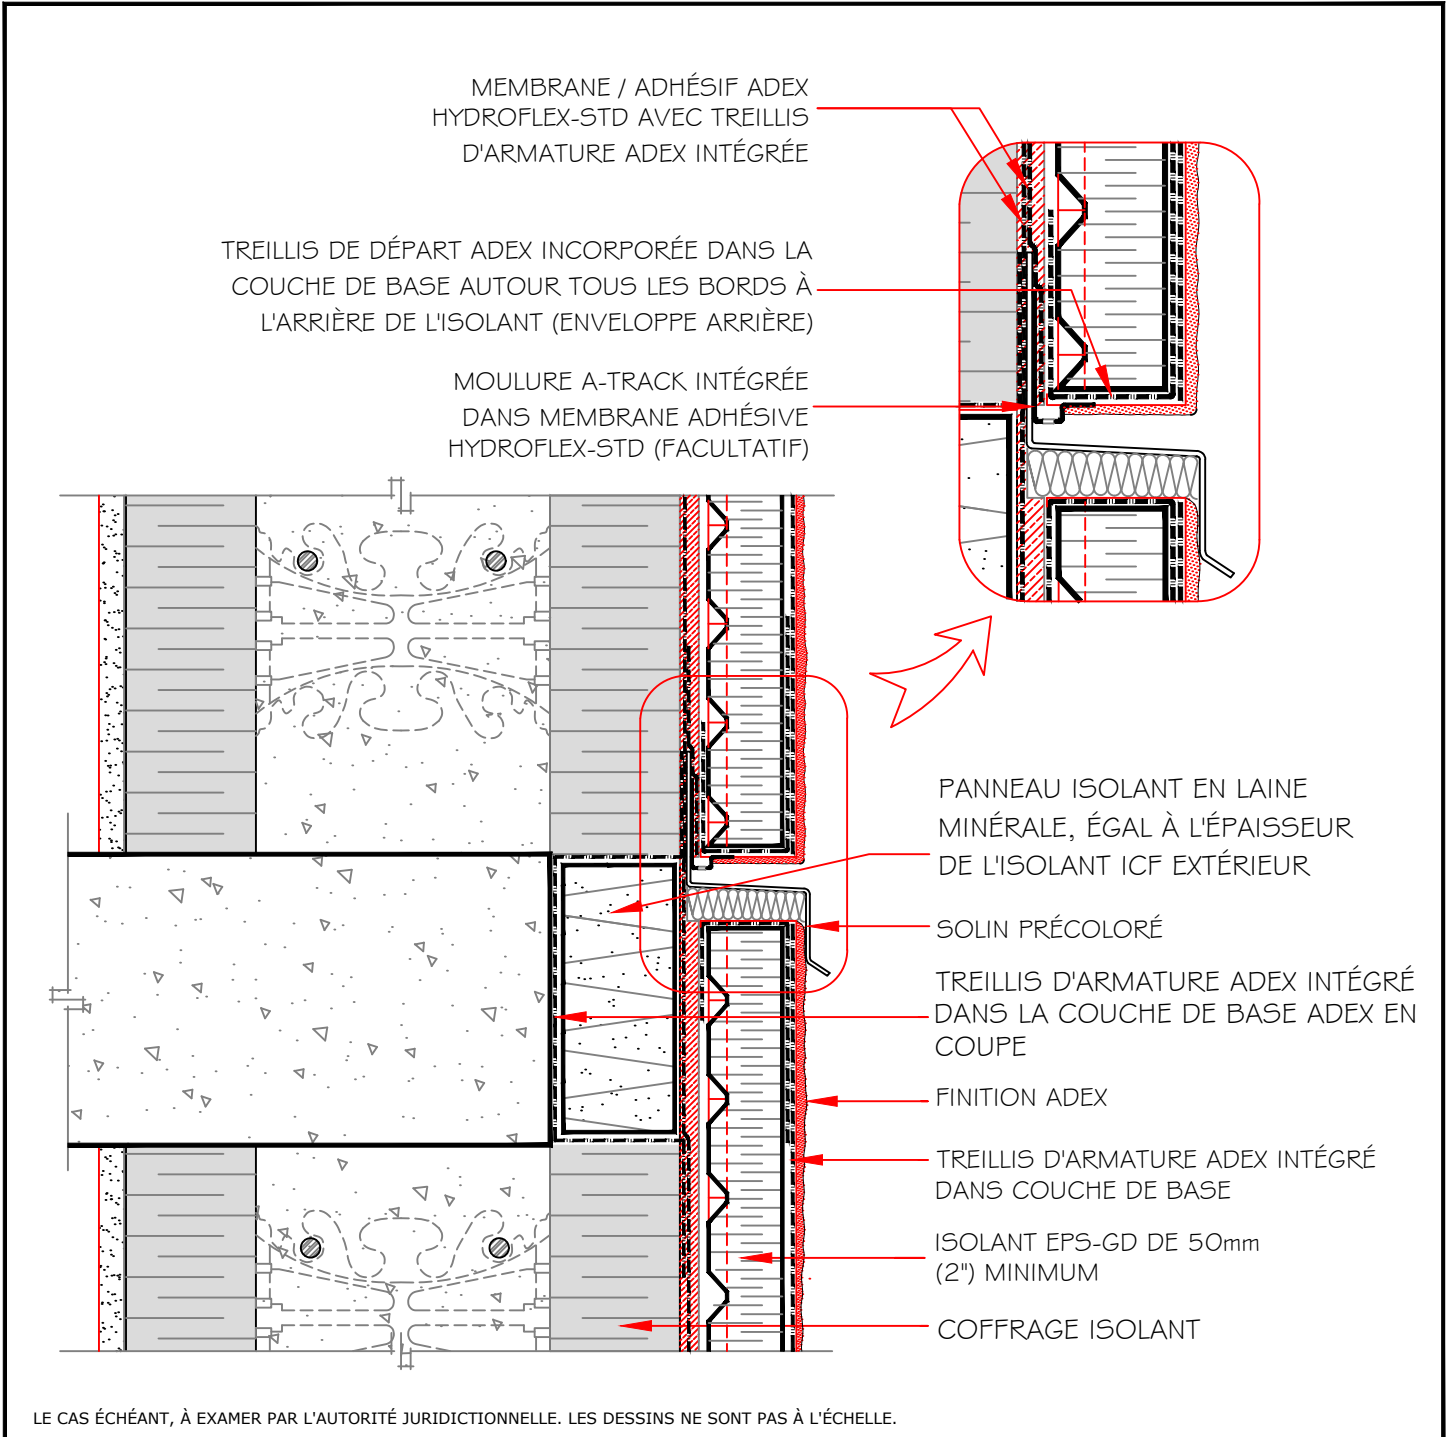 MEMBRANE / ADHÉSIF ADEX
HYDROFLEX-STD AVEC TREILLIS
D'ARMATURE ADEX INTÉGRÉE
TREILLIS DE DÉPART ADEX INCORPORÉE DANS LA
COUCHE DE BASE AUTOUR TOUS LES BORDS À
L'ARRIÈRE DE L'ISOLANT (ENVELOPPE ARRIÈRE)
MOULURE A-TRACK INTÉGRÉE
DANS MEMBRANE ADHÉSIVE
HYDROFLEX-STD (FACULTATIF)
PANNEAU ISOLANT EN LAINE
MINÉRALE, ÉGAL À L'ÉPAISSEUR
DE L'ISOLANT ICF EXTÉRIEUR
SOLIN PRÉCOLORÉ
TREILLIS D'ARMATURE ADEX INTÉGRÉ
DANS LA COUCHE DE BASE ADEX EN
COUPE
FINITION ADEX
TREILLIS D'ARMATURE ADEX INTÉGRÉ
DANS COUCHE DE BASE
ISOLANT EPS-GD DE 50mm
(2") MINIMUM
COFFRAGE ISOLANT
LE CAS ÉCHÉANT, À EXAMER PAR L'AUTORITÉ JURIDICTIONNELLE. LES DESSINS NE SONT PAS À L'ÉCHELLE.